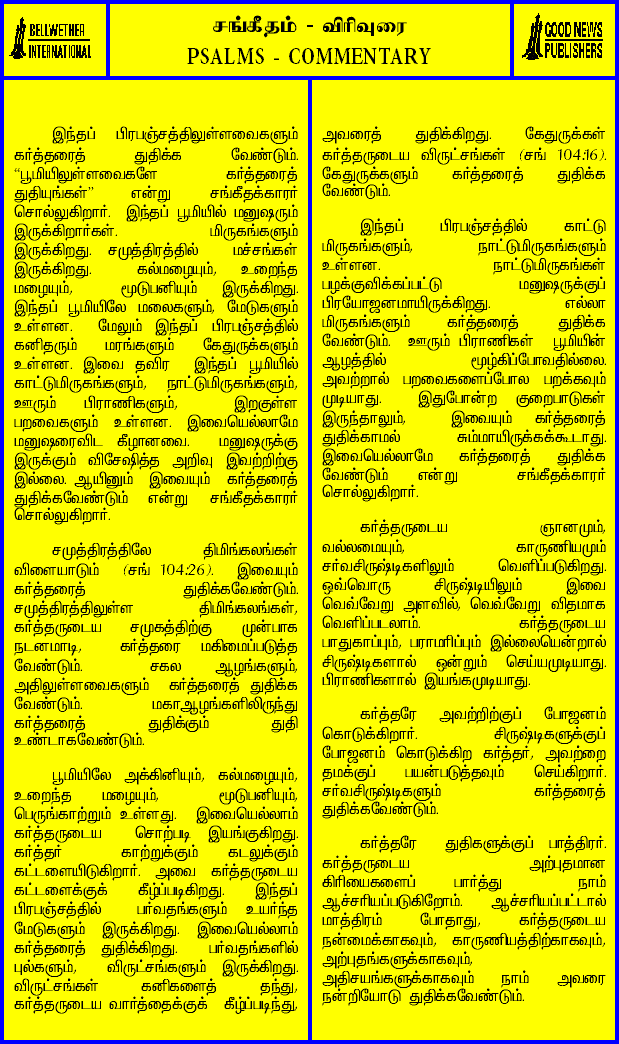 BELLWETHER
INTERNATIONAL
சங்கீதம் - விரிவுரை
PSALMS - COMMENTARY
GOOD NEWS
PUBLISHERS
இந்தப் பிரபஞ்சத்திலுள்ளவைகளும்
கர்த்தரைத் துதிக்க வேண்டும்.
“பூமியிலுள்ளவைகளே கர்த்தரைத்
துதியுங்கள்” என்று சங்கீதக்காரர்
சொல்லுகிறார். இந்தப் பூமியில் மனுஷரும்
இருக்கிறார்கள். மிருகங்களும்
இருக்கிறது. சமுத்திரத்தில் மச்சங்கள்
இருக்கிறது. கல்மழையும், உறைந்த
மழையும், மூடுபனியும் இருக்கிறது.
இந்தப் பூமியிலே மலைகளும், மேடுகளும்
உள்ளன. மேலும் இந்தப் பிரபஞ்சத்தில்
கனிதரும் மரங்களும் கேதுருக்களும்
உள்ளன. இவை தவிர இந்தப் பூமியில்
காட்டுமிருகங்களும், நாட்டுமிருகங்களும்,
ஊரும் பிராணிகளும், இறகுள்ள
பறவைகளும் உள்ளன. இவையெல்லாமே
மனுஷரைவிட கீழானவை. மனுஷருக்கு
இருக்கும் விசேஷித்த அறிவு இவற்றிற்கு
இல்லை. ஆயினும் இவையும் கர்த்தரைத்
துதிக்கவேண்டும் என்று சங்கீதக்காரர்
சொல்லுகிறார்.
சமுத்திரத்திலே திமிங்கலங்கள்
விளையாடும் (சங் 104:26). இவையும்
கர்த்தரைத் துதிக்கவேண்டும்.
சமுத்திரத்திலுள்ள திமிங்கலங்கள்,
கர்த்தருடைய சமுகத்திற்கு முன்பாக
நடனமாடி, கர்த்தரை மகிமைப்படுத்த
வேண்டும். சகல ஆழங்களும்,
அதிலுள்ளவைகளும் கர்த்தரைத் துதிக்க
வேண்டும். மகாஆழங்களிலிருந்து
கர்த்தரைத் துதிக்கும் துதி
உண்டாகவேண்டும்.
பூமியிலே அக்கினியும், கல்மழையும்,
உறைந்த மழையும், மூடுபனியும்,
பெருங்காற்றும் உள்ளது. இவையெல்லாம்
கர்த்தருடைய சொற்படி இயங்குகிறது.
கர்த்தர் காற்றுக்கும் கடலுக்கும்
கட்டளையிடுகிறார். அவை கர்த்தருடைய
கட்டளைக்குக் கீழ்ப்படிகிறது. இந்தப்
பிரபஞ்சத்தில் பர்வதங்களும் உயர்ந்த
மேடுகளும் இருக்கிறது. இவையெல்லாம்
கர்த்தரைத் துதிக்கிறது. பர்வதங்களில்
புல்களும், விருட்சங்களும் இருக்கிறது.
விருட்சங்கள் கனிகளைத் தந்து,
கர்த்தருடைய வார்த்தைக்குக் கீழ்ப்படிந்து,
அவரைத் துதிக்கிறது. கேதுருக்கள்
கர்த்தருடைய விருட்சங்கள் (சங் 104:16).
கேதுருக்களும் கர்த்தரைத் துதிக்க
வேண்டும்.
இந்தப் பிரபஞ்சத்தில் காட்டு
மிருகங்களும், நாட்டுமிருகங்களும்
உள்ளன. நாட்டுமிருகங்கள்
பழக்குவிக்கப்பட்டு மனுஷருக்குப்
பிரயோஜனமாயிருக்கிறது. எல்லா
மிருகங்களும் கர்த்தரைத் துதிக்க
வேண்டும். ஊரும் பிராணிகள் பூமியின்
ஆழத்தில் மூழ்கிப்போவதில்லை.
அவற்றால் பறவைகளைப்போல பறக்கவும்
முடியாது. இதுபோன்ற குறைபாடுகள்
இருந்தாலும், இவையும் கர்த்தரைத்
துதிக்காமல் சும்மாயிருக்கக்கூடாது.
இவையெல்லாமே கர்த்தரைத் துதிக்க
வேண்டும் என்று சங்கீதக்காரர்
சொல்லுகிறார்.
கர்த்தருடைய ஞானமும்,
வல்லமையும், காருணியமும்
சர்வசிருஷ்டிகளிலும் வெளிப்படுகிறது.
ஒவ்வொரு சிருஷ்டியிலும் இவை
வெவ்வேறு அளவில், வெவ்வேறு விதமாக
வெளிப்படலாம். கர்த்தருடைய
பாதுகாப்பும், பராமரிப்பும் இல்லையென்றால்
சிருஷ்டிகளால் ஒன்றும் செய்யமுடியாது.
பிராணிகளால் இயங்கமுடியாது.
கர்த்தரே அவற்றிற்குப் போஜனம்
கொடுக்கிறார். சிருஷ்டிகளுக்குப்
போஜனம் கொடுக்கிற கர்த்தர், அவற்றை
தமக்குப் பயன்படுத்தவும் செய்கிறார்.
சர்வசிருஷ்டிகளும் கர்த்தரைத்
துதிக்கவேண்டும்.
கர்த்தரே துதிகளுக்குப் பாத்திரர்.
கர்த்தருடைய அற்புதமான
கிரியைகளைப் பார்த்து நாம்
ஆச்சரியப்படுகிறோம். ஆச்சரியப்பட்டால்
மாத்திரம் போதாது, கர்த்தருடைய
நன்மைக்காகவும், காருணியத்திற்காகவும்,
அற்புதங்களுக்காகவும்,
அதிசயங்களுக்காகவும் நாம் அவரை
நன்றியோடு துதிக்கவேண்டும்.